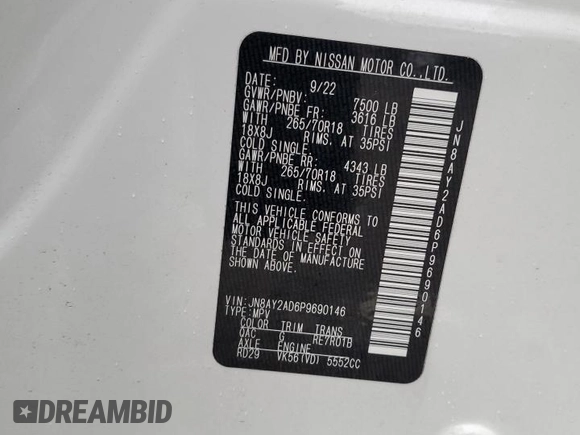 MFD BY NISSAN MOTOR CO.,LTD.
DATE: 9/22
GVWR/PNBV: 7500 LB
GAWR/PNBE FR: 3616 LB
WITH 265/70R18 TIRES
18X8J RIMS. AT 35PSI
COLD SINGLE.
GAWR/PNBE RR: 4343 LB
WITH 265/70R18 TIRES
18X8J RIMS. AT 35PSI
COLD SINGLE.
THIS VEHICLE CONFORMS TO
ALL APPLICABLE FEDERAL
MOTOR VEHICLE SAFETY
STANDARDS IN EFFECT ON
THE DATE OF MANUFACTURE
SHOWN ABOVE.
VIN: JN8AY2AD6P9690146
TYPE: MPV
COLOR TRIM TRANS
QAC G RE7R01B
AXLE ENGINE
RD29 VK56(VD) 5552CC
JN8AY2AD6P9690146
DREAMBID